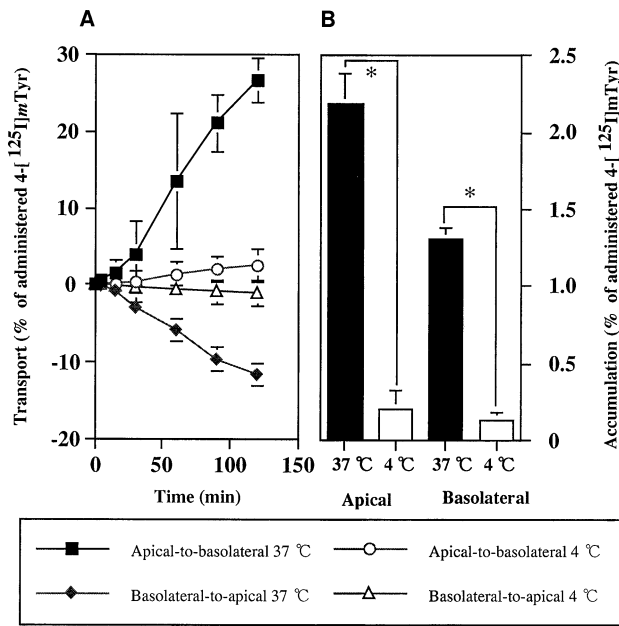 A
B
Transport (% of administered 4-[125I]mTyr)
30
20
10
0
-10
-20
0
50
100
150
Time (min)
*
*
2.5
2.0
1.5
1.0
0.5
0
Accumulation (% of administered 4-[125I]mTyr)
37 ℃ 4 ℃ 37 ℃ 4 ℃
Apical Basolateral
Apical-to-basolateral 37 ℃
Apical-to-basolateral 4 ℃
Basolateral-to-apical 37 ℃
Basolateral-to-apical 4 ℃